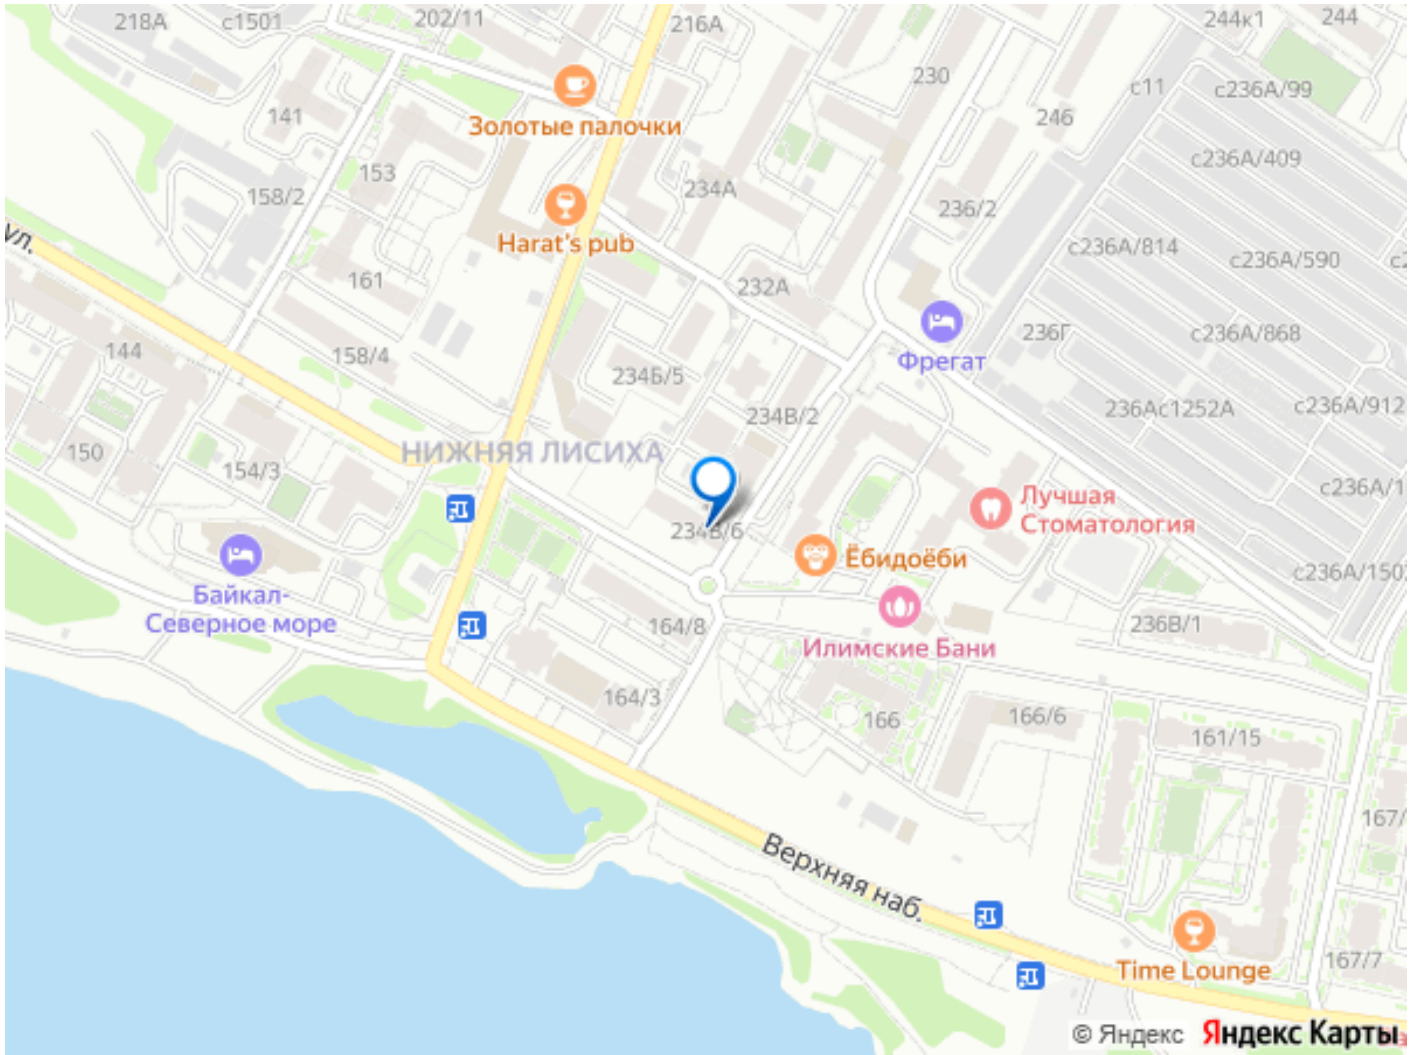 218А
с1501
202/11
216А
244к1
244
230
с11
с236А/99
141
Золотые палочки
246
с236А/409
153
158/2
234А
236/2
ул.
Harat's pub
с236А/814
с236А/590
161
232А
Фрегат
236Г
с236А/868
144
158/4
234Б/5
234В/2
236Ас1252А
с236А/912
НИЖНЯЯ ЛИСИХА
150
154/3
Лучшая
Стоматология
234В/6
Ёбидоёби
Байкал-
Северное море
164/8
Илимские Бани
236В/1
164/3
166
166/6
161/15
Верхняя наб.
Time Lounge
167/7
© Яндекс
Яндекс Карты